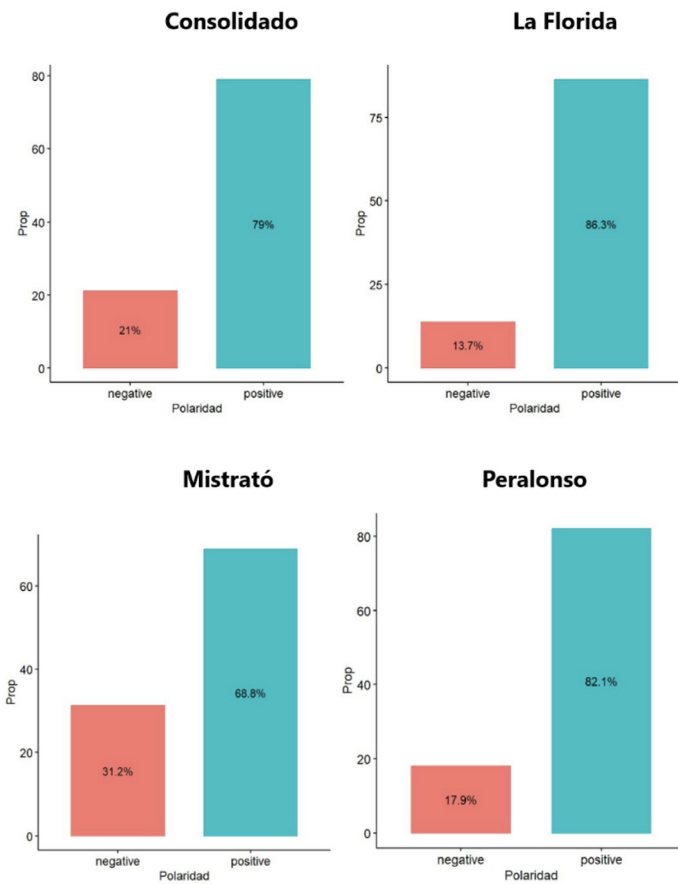 Consolidado
80
60
40
20
0
Prop
21%
79%
negative
positive
Polaridad
La Florida
75
50
25
0
Prop
13.7%
86.3%
negative
positive
Polaridad
Mistrató
60
40
20
0
Prop
31.2%
68.8%
negative
positive
Polaridad
Peralonso
80
60
40
20
0
Prop
17.9%
82.1%
negative
positive
Polaridad